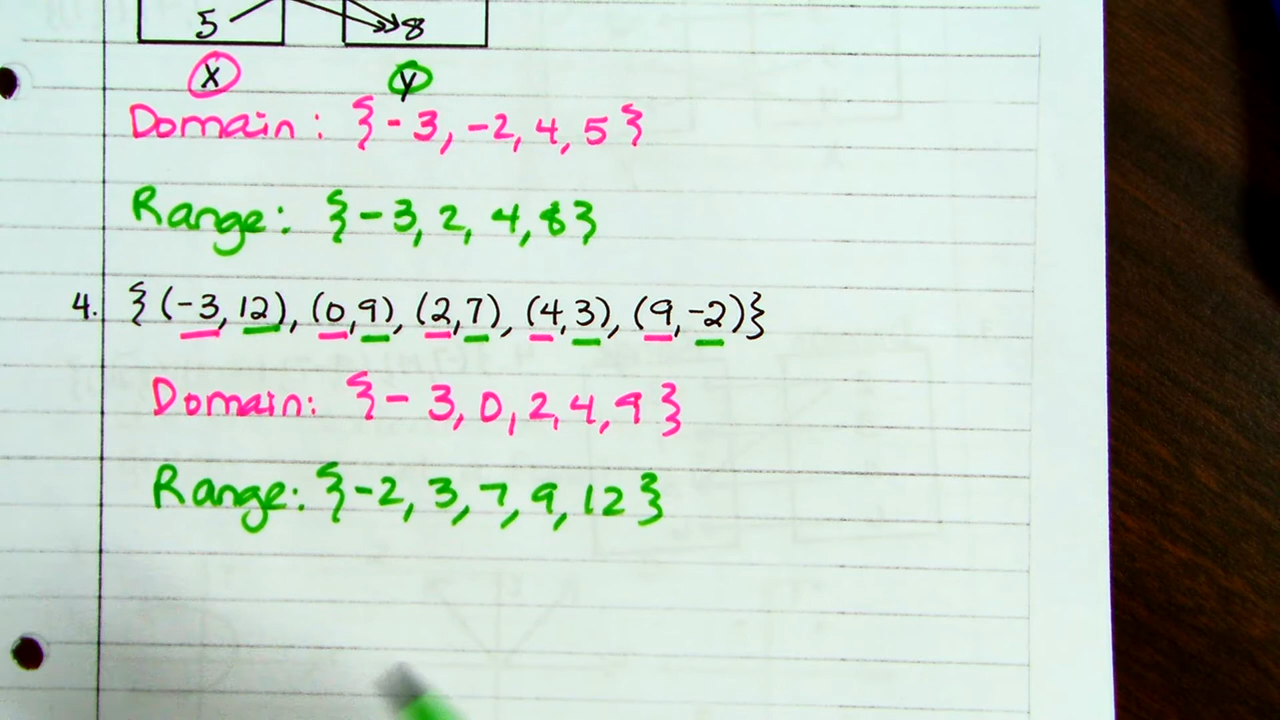 5 8
x y
Domain: {-3, -2, 4, 5}
Range: {-3, 2, 4, 8}
4. {(-3,12), (0,9), (2,7), (4,3), (9,-2)}
Domain: {-3, 0, 2, 4, 9}
Range: {-2, 3, 7, 9, 12}